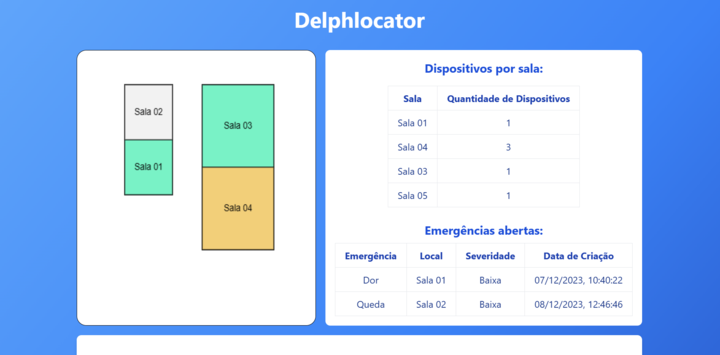 Delphlocator
Sala 02
Sala 01
Sala 03
Sala 04
Dispositivos por sala:
Sala Quantidade de Dispositivos
Sala 01 1
Sala 04 3
Sala 03 1
Sala 05 1
Emergências abertas:
Emergência Local Severidade Data de Criação
Dor Sala 01 Baixa 07/12/2023, 10:40:22
Queda Sala 02 Baixa 08/12/2023, 12:46:46